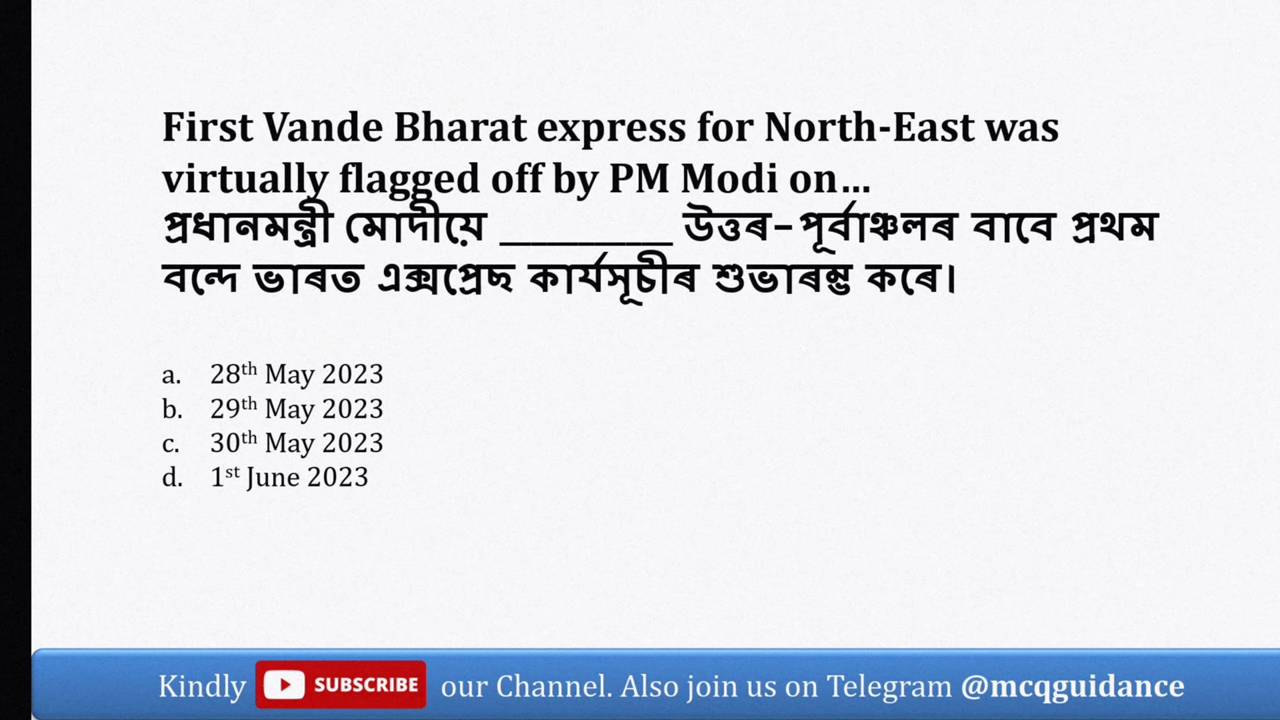 First Vande Bharat express for North-East was
virtually flagged off by PM Modi on...
প্ৰধানমন্ত্ৰী মোদীয়ে ___________ উত্তৰ-পূৰ্বাঞ্চলৰ বাবে প্ৰথম
বন্দে ভাৰত এক্সপ্ৰেছ কাৰ্যসূচীৰ শুভাৰম্ভ কৰে।
a. 28th May 2023
b. 29th May 2023
c. 30th May 2023
d. 1st June 2023
Kindly SUBSCRIBE our Channel. Also join us on Telegram @mcqguidance